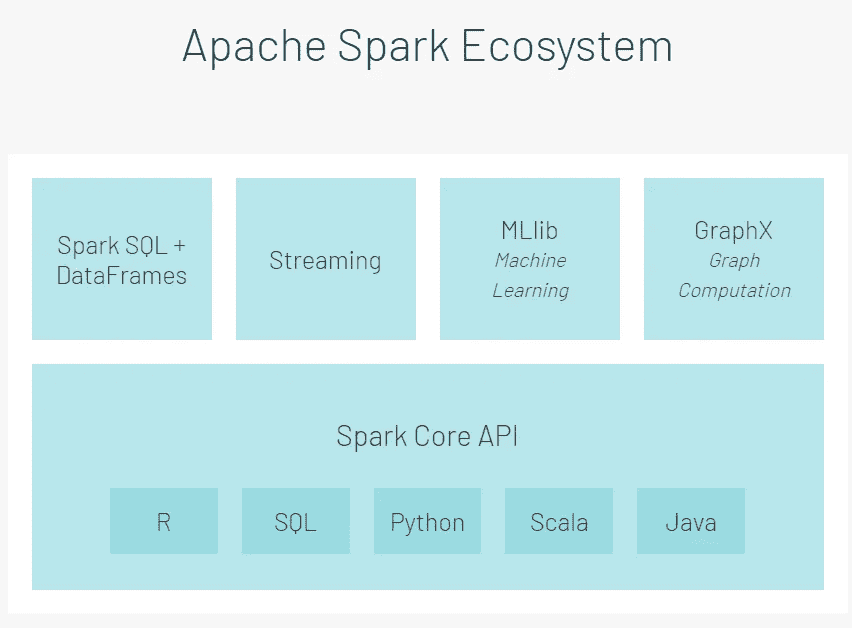 Apache Spark Ecosystem
Spark SQL +
DataFrames
Streaming
MLlib
Machine
Learning
GraphX
Graph
Computation
Spark Core API
R
SQL
Python
Scala
Java